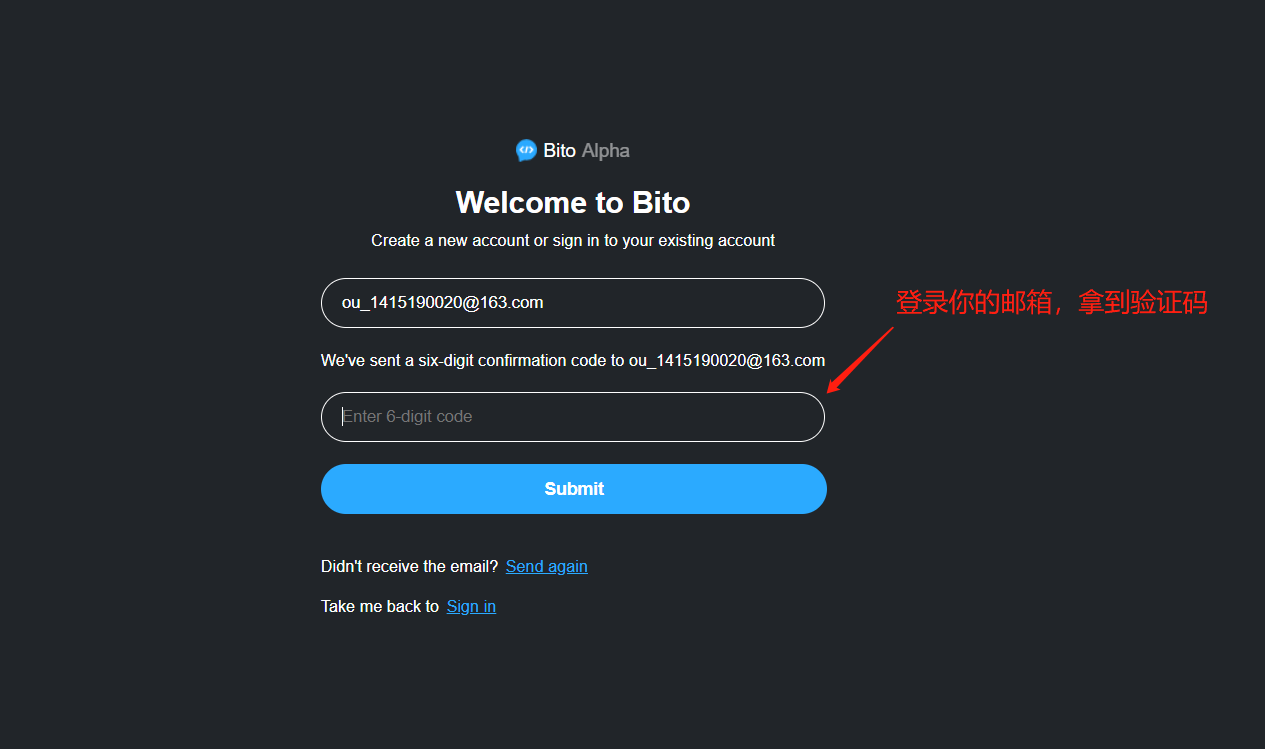 Bito Alpha
Welcome to Bito
Create a new account or sign in to your existing account
ou_1415190020@163.com
登录你的邮箱，拿到验证码
We've sent a six-digit confirmation code to ou_1415190020@163.com
Enter 6-digit code
Submit
Didn't receive the email? Send again
Take me back to Sign in